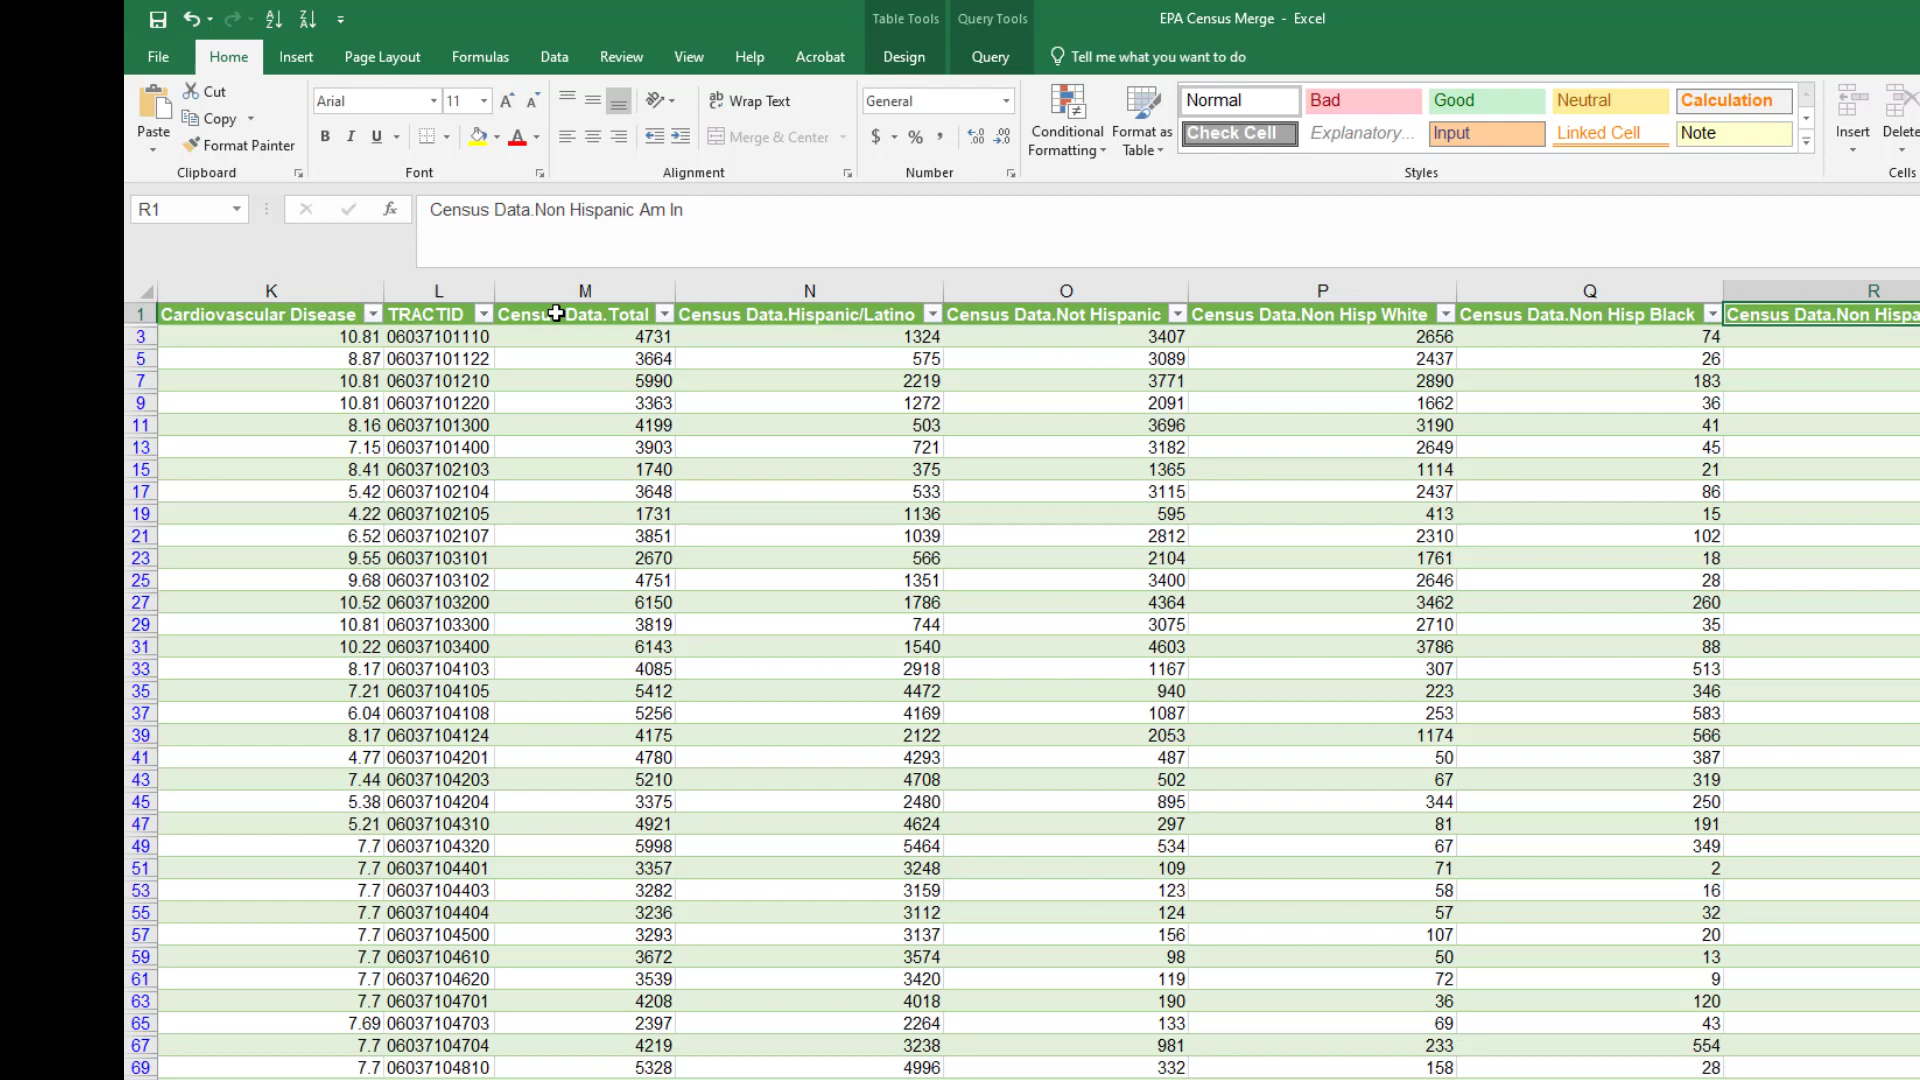 Table Tools Query Tools EPA Census Merge - Excel
File Home Insert Page Layout Formulas Data Review View Help Acrobat Design Query Tell me what you want to do
Paste Cut Copy Format Painter Clipboard
Arial 11 B I U A Font
ab Wrap Text Merge & Center Alignment
General $ % , Number
Conditional Formatting Format as Table
Normal Bad Good Neutral Calculation
Check Cell Explanatory... Input Linked Cell Note
Styles
Insert Delete Cells
R1 fx Census Data.Non Hispanic Am In
K L M N O P Q R
1 Cardiovascular Disease TRACTID Census Data.Total Census Data.Hispanic/Latino Census Data.Not Hispanic Census Data.Non Hisp White Census Data.Non Hisp Black Census Data.Non Hispa
3 10.81 06037101110 4731 1324 3407 2656 74
5 8.87 06037101122 3664 575 3089 2437 26
7 10.81 06037101210 5990 2219 3771 2890 183
9 10.81 06037101220 3363 1272 2091 1662 36
11 8.16 06037101300 4199 503 3696 3190 41
13 7.15 06037101400 3903 721 3182 2649 45
15 8.41 06037102103 1740 375 1365 1114 21
17 5.42 06037102104 3648 533 3115 2437 86
19 4.22 06037102105 1731 1136 595 413 15
21 6.52 06037102107 3851 1039 2812 2310 102
23 9.55 06037103101 2670 566 2104 1761 18
25 9.68 06037103102 4751 1351 3400 2646 28
27 10.52 06037103200 6150 1786 4364 3462 260
29 10.81 06037103300 3819 744 3075 2710 35
31 10.22 06037103400 6143 1540 4603 3786 88
33 8.17 06037104103 4085 2918 1167 307 513
35 7.21 06037104105 5412 4472 940 223 346
37 6.04 06037104108 5256 4169 1087 253 583
39 8.17 06037104124 4175 2122 2053 1174 566
41 4.77 06037104201 4780 4293 487 50 387
43 7.44 06037104203 5210 4708 502 67 319
45 5.38 06037104204 3375 2480 895 344 250
47 5.21 06037104310 4921 4624 297 81 191
49 7.7 06037104320 5998 5464 534 67 349
51 7.7 06037104401 3357 3248 109 71 2
53 7.7 06037104403 3282 3159 123 58 16
55 7.7 06037104404 3236 3112 124 57 32
57 7.7 06037104500 3293 3137 156 107 20
59 7.7 06037104610 3672 3574 98 50 13
61 7.7 06037104620 3539 3420 119 72 9
63 7.7 06037104701 4208 4018 190 36 120
65 7.69 06037104703 2397 2264 133 69 43
67 7.7 06037104704 4219 3238 981 233 554
69 7.7 06037104810 5328 4996 332 158 28